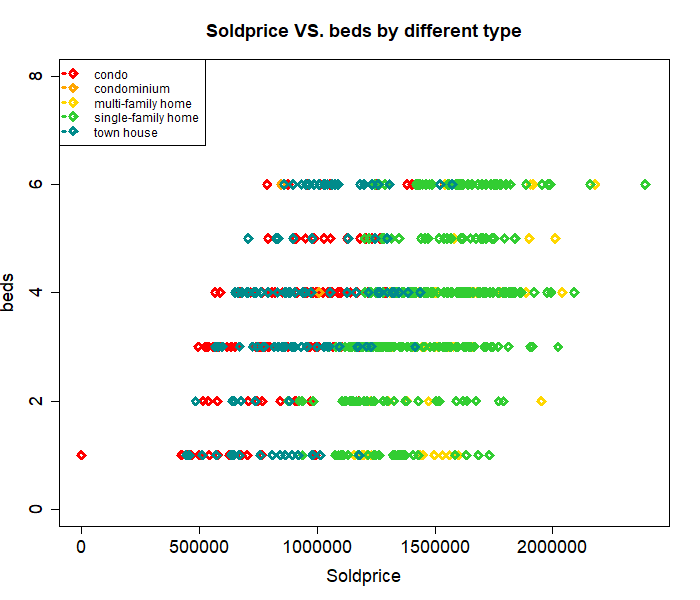 Soldprice VS. beds by different type
condo
condominium
multi-family home
single-family home
town house
8
6
4
2
0
beds
0 500000 1000000 1500000 2000000
Soldprice